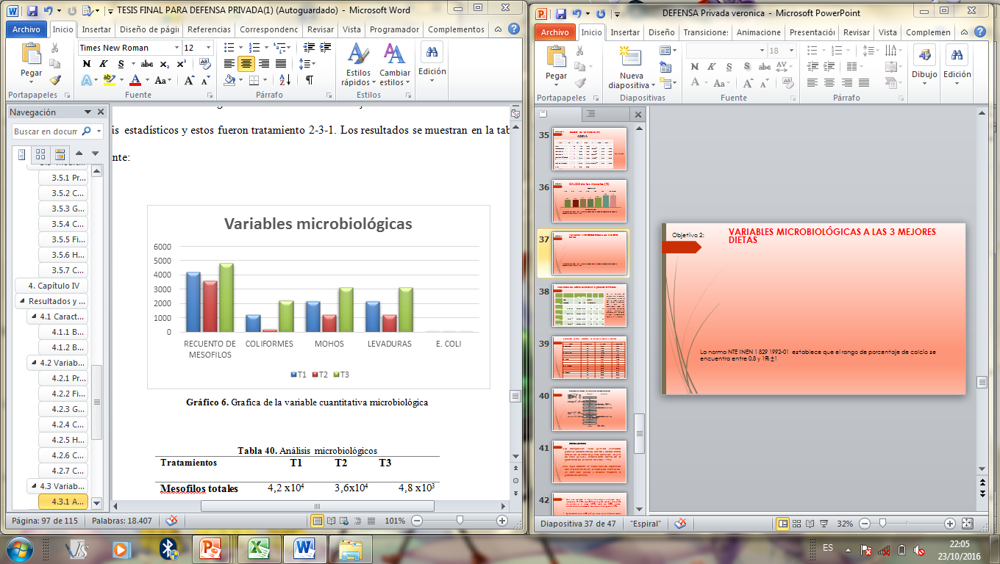 TESIS FINAL PARA DEFENSA PRIVADA(1) (Autoguardado) - Microsoft Word
Archivo Inicio Insertar Diseño de págii Referencias Correspondenc Revisar Vista Programador Complementos
Times New Roman 12
Pegar
N K S abc x₂ x²
Aa A A
Estilos rápidos
Cambiar estilos
Edición
Portapapeles Fuente Párrafo Estilos
Navegación
Buscar en docum
3.5.1 Pr...
3.5.2 C...
3.5.3 G...
3.5.4 C...
3.5.5 Fi...
3.5.6 H...
3.5.7 C...
4. Capítulo IV
Resultados y ...
4.1 Caract...
4.1.1 B...
4.1.2 B...
4.2 Variab...
4.2.1 Pr...
4.2.2 Fi...
4.2.3 G...
4.2.4 C...
4.2.5 H...
4.2.6 C...
4.2.7 C...
4.3 Variab...
4.3.1 A...
is estadísticos y estos fueron tratamiento 2-3-1. Los resultados se muestran en la tab
nte:
Variables microbiológicas
6000
5000
4000
3000
2000
1000
0
RECUENTO DE MESOFILOS COLIFORMES MOHOS LEVADURAS E. COLI
T1 T2 T3
Gráfico 6. Grafica de la variable cuantitativa microbiológica
Tabla 40. Análisis microbiológicos
Tratamientos T1 T2 T3
Mesofilos totales 4,2 x10⁴ 3,6x10⁴ 4,8 x10³
Página: 97 de 115 Palabras: 18.407 101%
DEFENSA Privada veronica - Microsoft PowerPoint
Archivo Inicio Insertar Diseño Transicione: Animacione Presentació Revisar Vista Complemen
Pegar
Nueva diapositiva
18
N K S S abc AV
A Aa A A
Dibujo
Edición
Portapapeles Diapositivas Fuente Párrafo
35
36
37
38
39
40
41
42
Objetivo 2:
VARIABLES MICROBIOLÓGICAS A LAS 3 MEJORES
DIETAS
La norma NTE INEN 1 829 1992-01 establece que el rango de porcentaje de calcio se
encuentra entre 0,8 y 1% ±1
Diapositiva 37 de 47 "Espiral" 32%
ES
22:05
23/10/2016